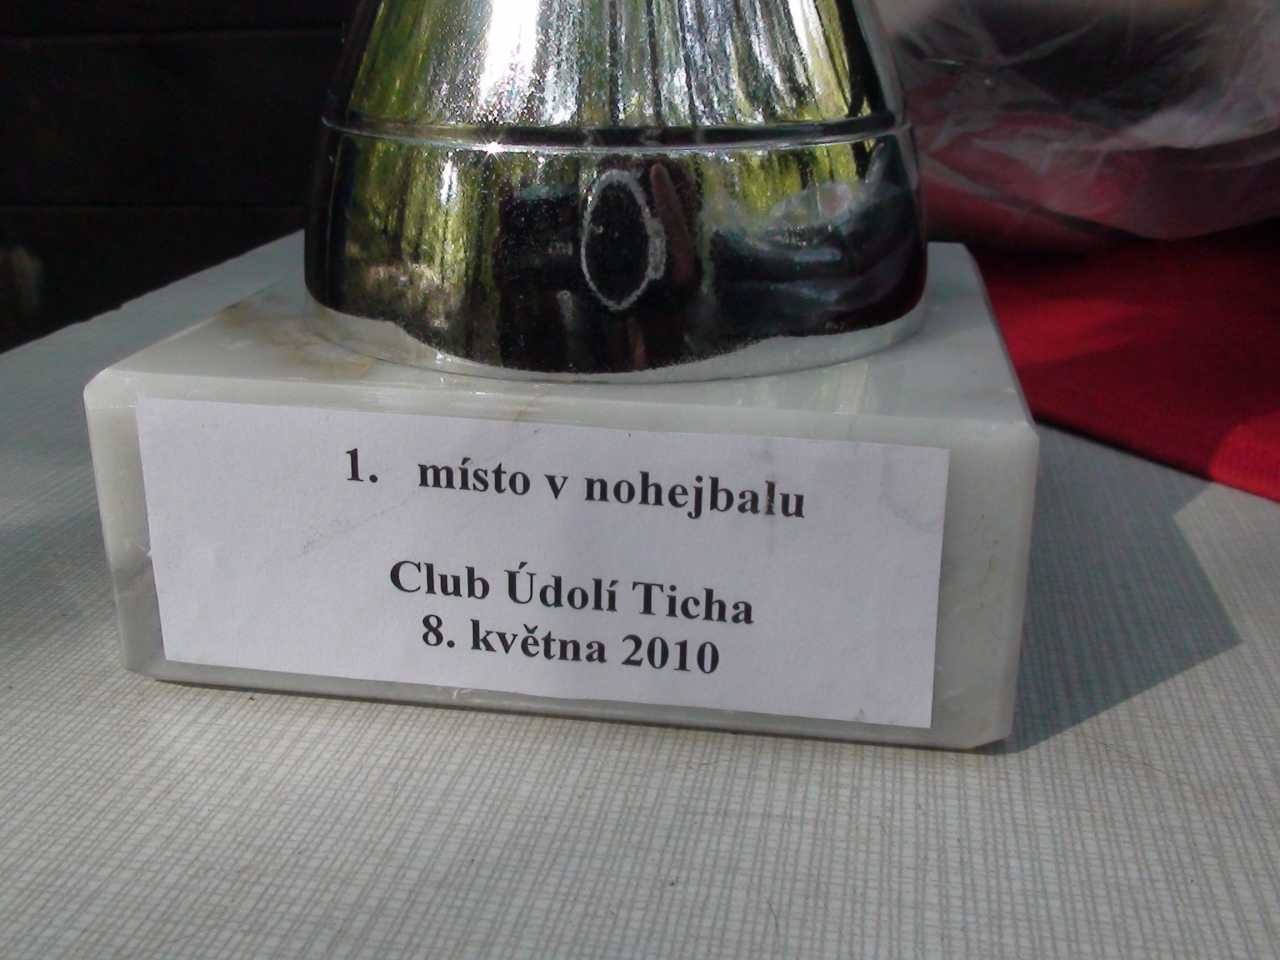 1. místo v nohejbalu
Club Údolí Ticha
8. května 2010